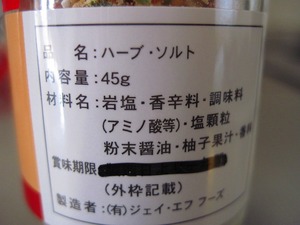 品 名:ハーブ・ソルト
内容量:45g
材料名:岩塩・香辛料・調味料
(アミノ酸等)・塩顆粒
粉末醤油・柚子果汁・香料
賞味期限
(外枠記載)
製造者:(有)ジェイ・エフ フーズ